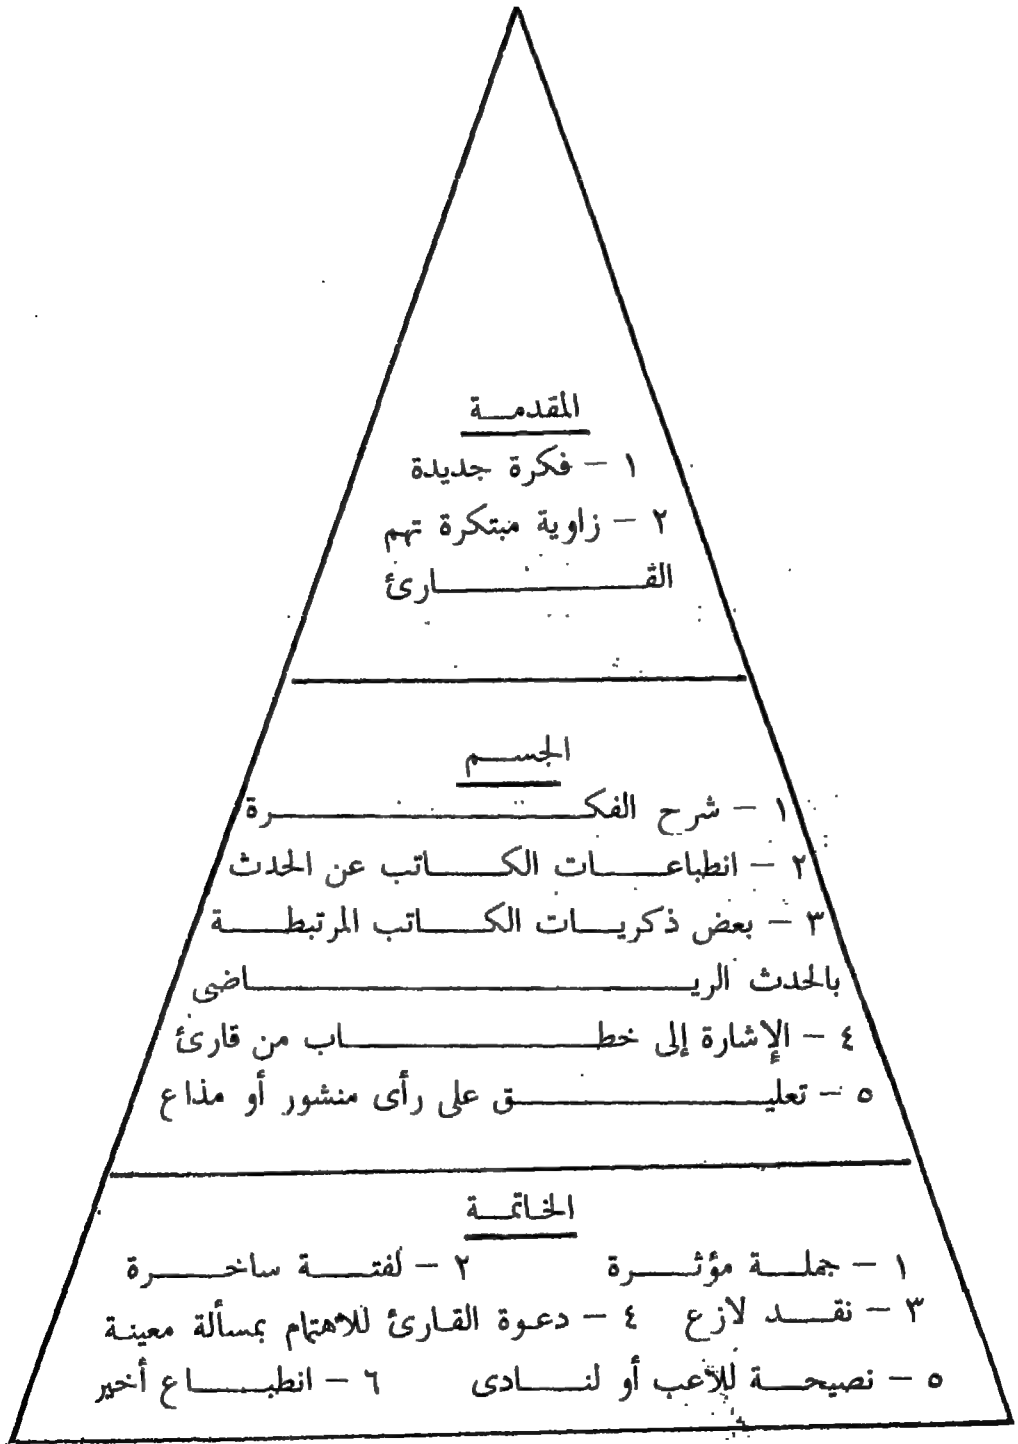 المقدمة
١ - فكرة جديدة
٢ - زاوية مبتكرة تهم
القارئ
الجسم
١ - شرح الفكرة
٢ - انطباعات الكاتب عن الحدث
٣ - بعض ذكريات الكاتب المرتبطة
بالحدث الرياضى
٤ - الإشارة إلى خطاب من قارئ
٥ - تعليق على رأى منشور أو مذاع
الخاتمة
١ - جملة مؤثرة ٢ - لفتة ساخرة
٣ - نقد لازع ٤ - دعوة القارئ للاهتمام بمسألة معينة
٥ - نصيحة للاعب أو لنادى ٦ - انطباع أخير